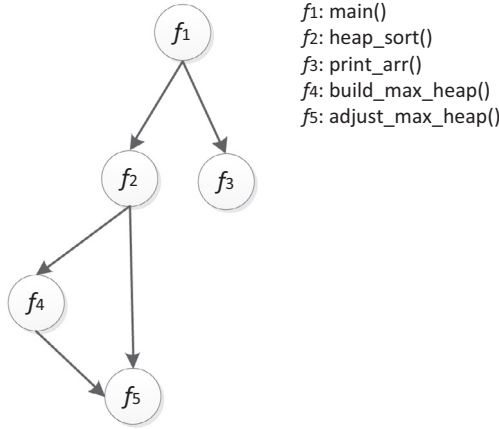 f1
f1: main()
f2: heap_sort()
f3: print_arr()
f4: build_max_heap()
f5: adjust_max_heap()
f2
f3
f4
f5